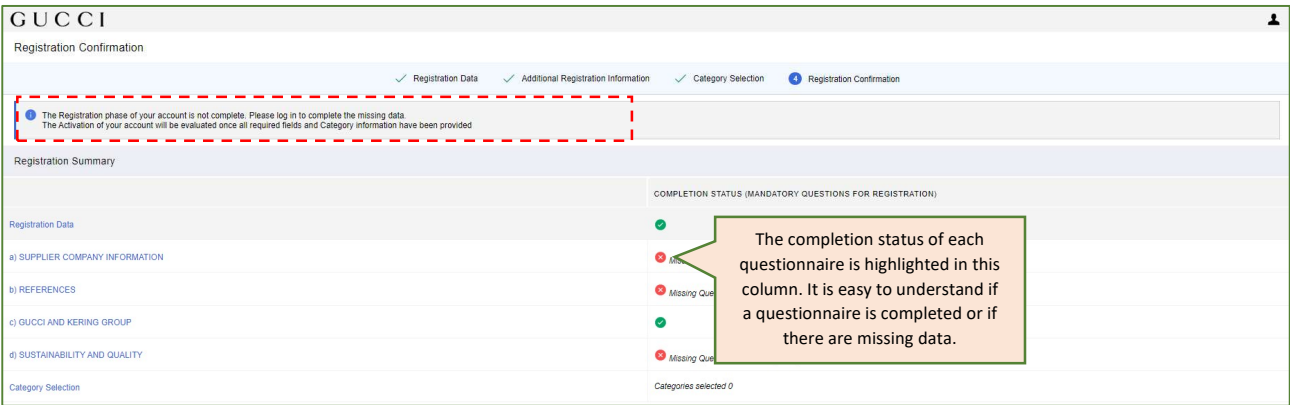 GUCCI
Registration Confirmation
Registration Data Additional Registration Information Category Selection 4 Registration Confirmation
The Registration phase of your account is not complete. Please log in to complete the missing data.
The Activation of your account will be evaluated once all required fields and Category information have been provided
Registration Summary
COMPLETION STATUS (MANDATORY QUESTIONS FOR REGISTRATION)
Registration Data
a) SUPPLIER COMPANY INFORMATION
b) REFERENCES Missing
c) GUCCI AND KERING GROUP
d) SUSTAINABILITY AND QUALITY Missing
Category Selection Categories selected 0
The completion status of each
questionnaire is highlighted in this
column. It is easy to understand if
a questionnaire is completed or if
there are missing data.